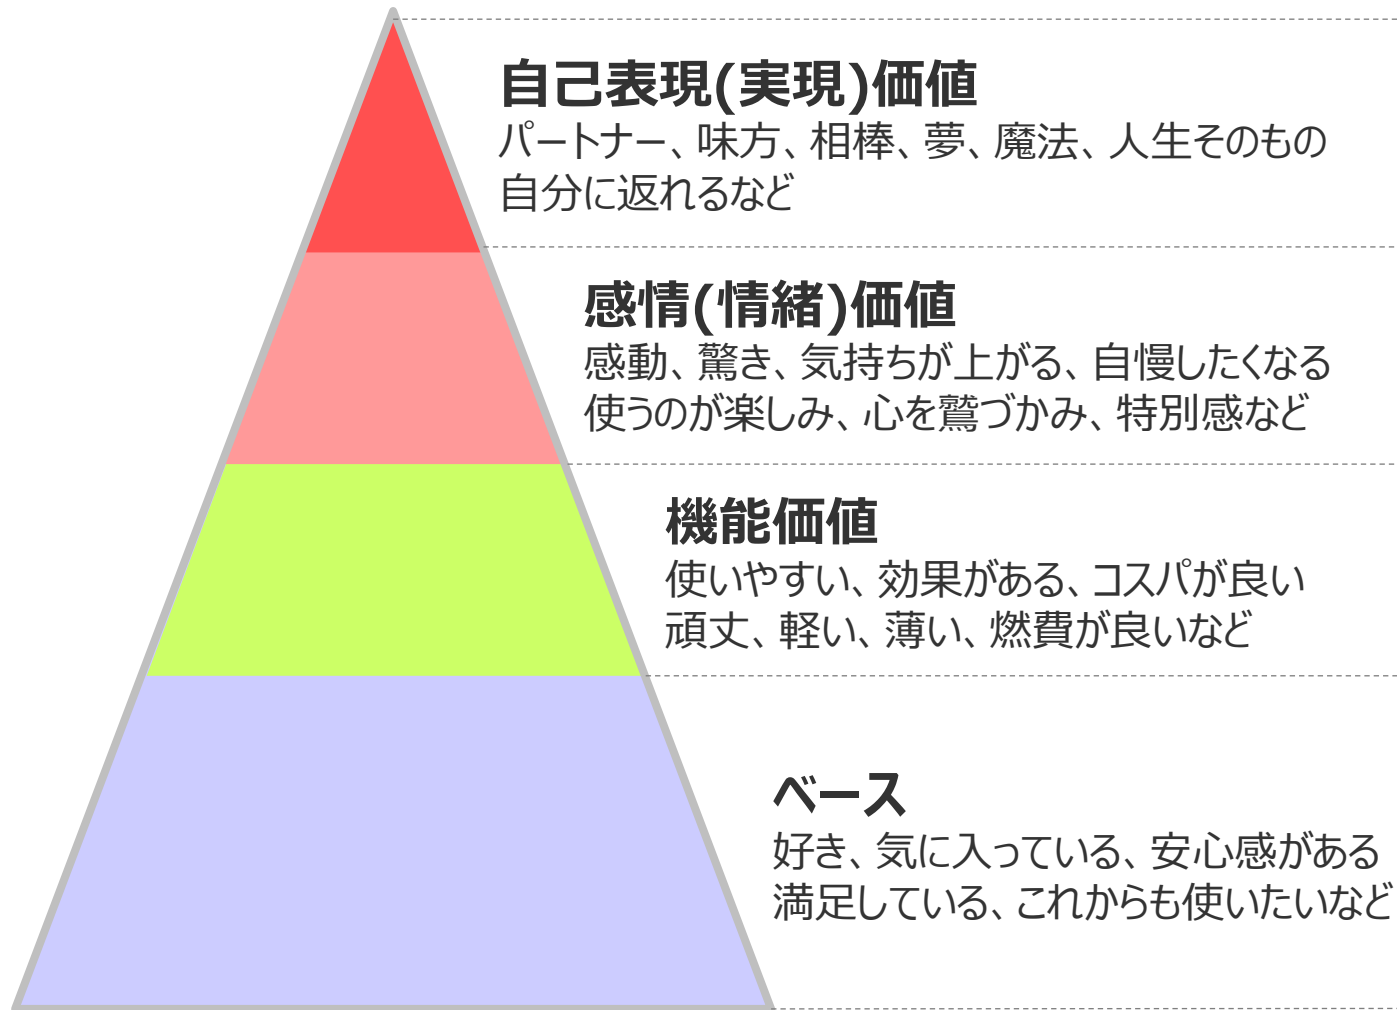 自己表現(実現)価値
パートナー、味方、相棒、夢、魔法、人生そのもの
自分に返れるなど
感情(情緒)価値
感動、驚き、気持ちが上がる、自慢したくなる
使うのが楽しみ、心を鷲づかみ、特別感など
機能価値
使いやすい、効果がある、コスパが良い
頑丈、軽い、薄い、燃費が良いなど
ベース
好き、気に入っている、安心感がある
満足している、これからも使いたいなど